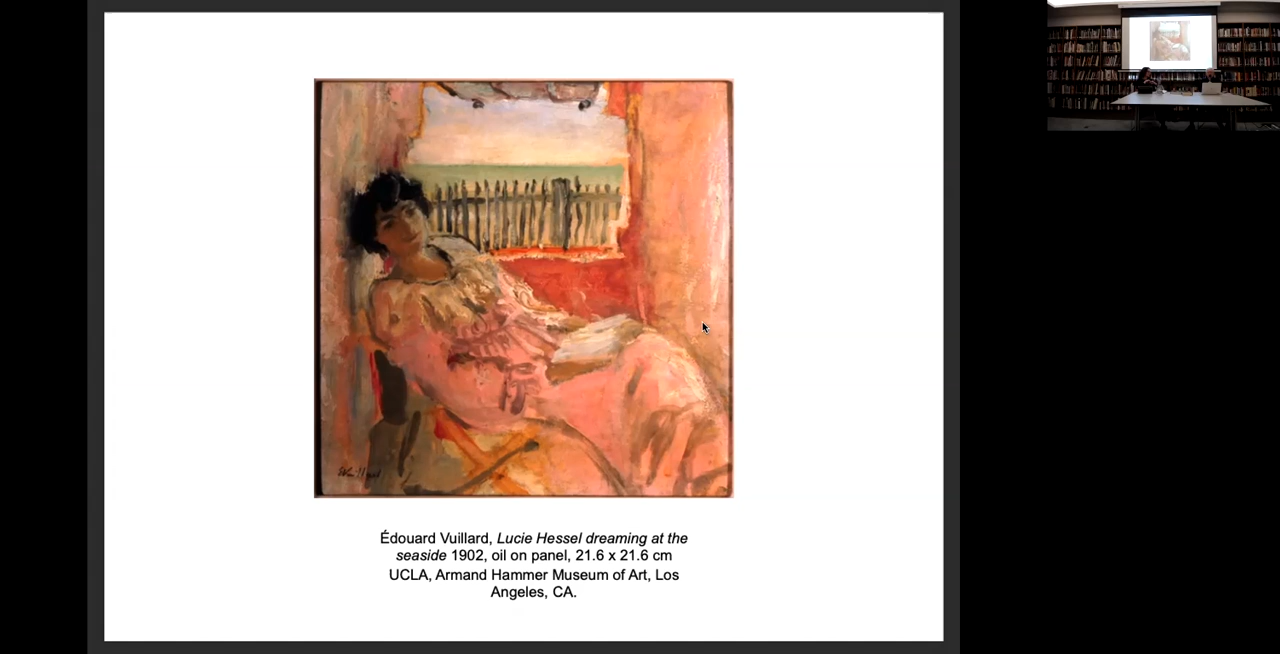 Vuillard
Édouard Vuillard, Lucie Hessel dreaming at the
seaside 1902, oil on panel, 21.6 x 21.6 cm
UCLA, Armand Hammer Museum of Art, Los
Angeles, CA.